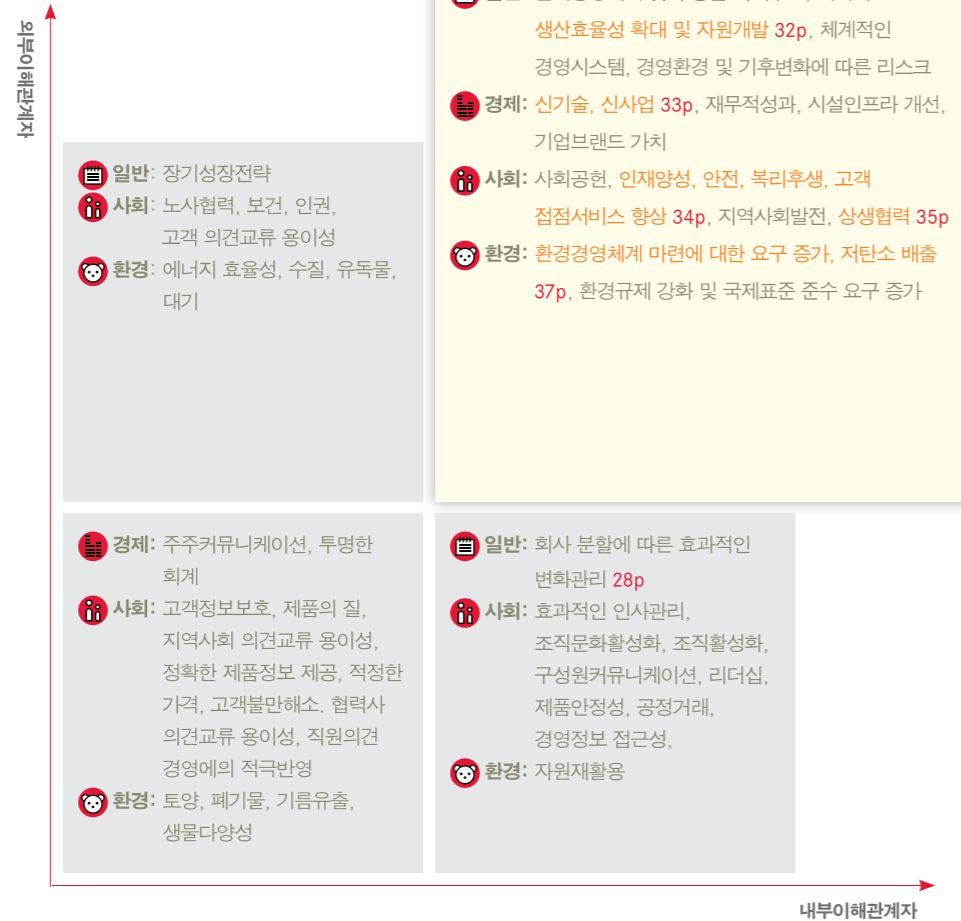 외부이해관계자
생산효율성 확대 및 자원개발 32p, 체계적인
경영시스템, 경영환경 및 기후변화에 따른 리스크
경제: 신기술, 신사업 33p, 재무적성과, 시설인프라 개선,
기업브랜드 가치
사회: 사회공헌, 인재양성, 안전, 복리후생, 고객
접점서비스 향상 34p, 지역사회발전, 상생협력 35p
환경: 환경경영체계 마련에 대한 요구 증가, 저탄소 배출
37p, 환경규제 강화 및 국제표준 준수 요구 증가
일반: 장기성장전략
사회: 노사협력, 보건, 인권,
고객 의견교류 용이성
환경: 에너지 효율성, 수질, 유독물,
대기
경제: 주주커뮤니케이션, 투명한
회계
사회: 고객정보보호, 제품의 질,
지역사회 의견교류 용이성,
정확한 제품정보 제공, 적정한
가격, 고객불만해소. 협력사
의견교류 용이성, 직원의견
경영에의 적극반영
환경: 토양, 폐기물, 기름유출,
생물다양성
일반: 회사 분할에 따른 효과적인
변화관리 28p
사회: 효과적인 인사관리,
조직문화활성화, 조직활성화,
구성원커뮤니케이션, 리더십,
제품안정성, 공정거래,
경영정보 접근성,
환경: 자원재활용
내부이해관계자